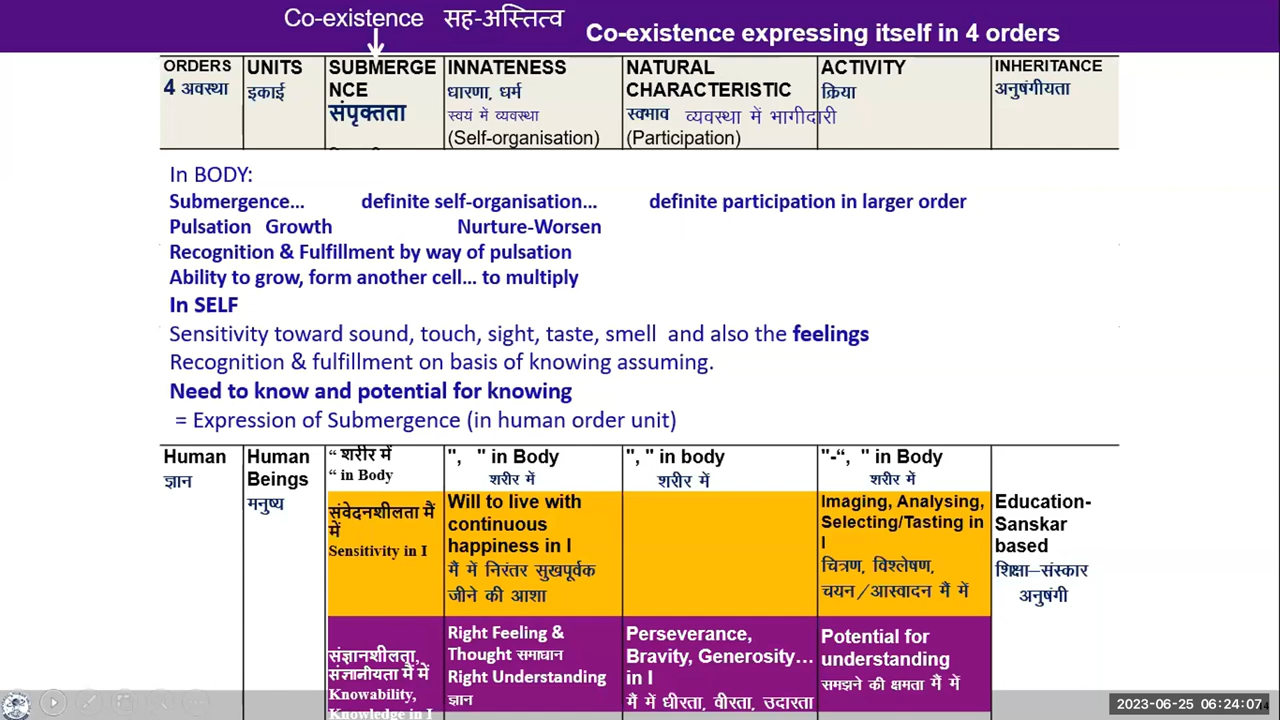 Co-existence सह-अस्तित्व
Co-existence expressing itself in 4 orders
ORDERS
4 अवस्था
UNITS
इकाई
SUBMERGE
NCE
संपृक्तता
INNATENESS
धारणा, धर्म
स्वयं में व्यवस्था
(Self-organisation)
NATURAL
CHARACTERISTIC
स्वभाव व्यवस्था में भागीदारी
(Participation)
ACTIVITY
क्रिया
INHERITANCE
अनुषंगीयता
In BODY:
Submergence... definite self-organisation... definite participation in larger order
Pulsation Growth Nurture-Worsen
Recognition & Fulfillment by way of pulsation
Ability to grow, form another cell... to multiply
In SELF
Sensitivity toward sound, touch, sight, taste, smell and also the feelings
Recognition & fulfillment on basis of knowing assuming.
Need to know and potential for knowing
= Expression of Submergence (in human order unit)
Human
ज्ञान
Human
Beings
मनुष्य
“ शरीर में
“ in Body
", " in Body
शरीर में
", " in body
शरीर में
"-“, " in Body
शरीर में
संवेदनशीलता मैं
में
Sensitivity in I
Will to live with
continuous
happiness in I
मैं में निरंतर सुखपूर्वक
जीने की आशा
Imaging, Analysing,
Selecting/Tasting in
I
चित्रण, विश्लेषण,
चयन/आस्वादन मैं में
Education-
Sanskar
based
शिक्षा–संस्कार
अनुषंगी
संज्ञानशीलता,
संज्ञानीयता मैं में
Knowability,
Knowledge in I
Right Feeling &
Thought समाधान
Right Understanding
ज्ञान
Perseverance,
Bravity, Generosity...
in I
मैं में धीरता, वीरता, उदारता
Potential for
understanding
समझने की क्षमता मैं में
2023-06-25 06:24:07